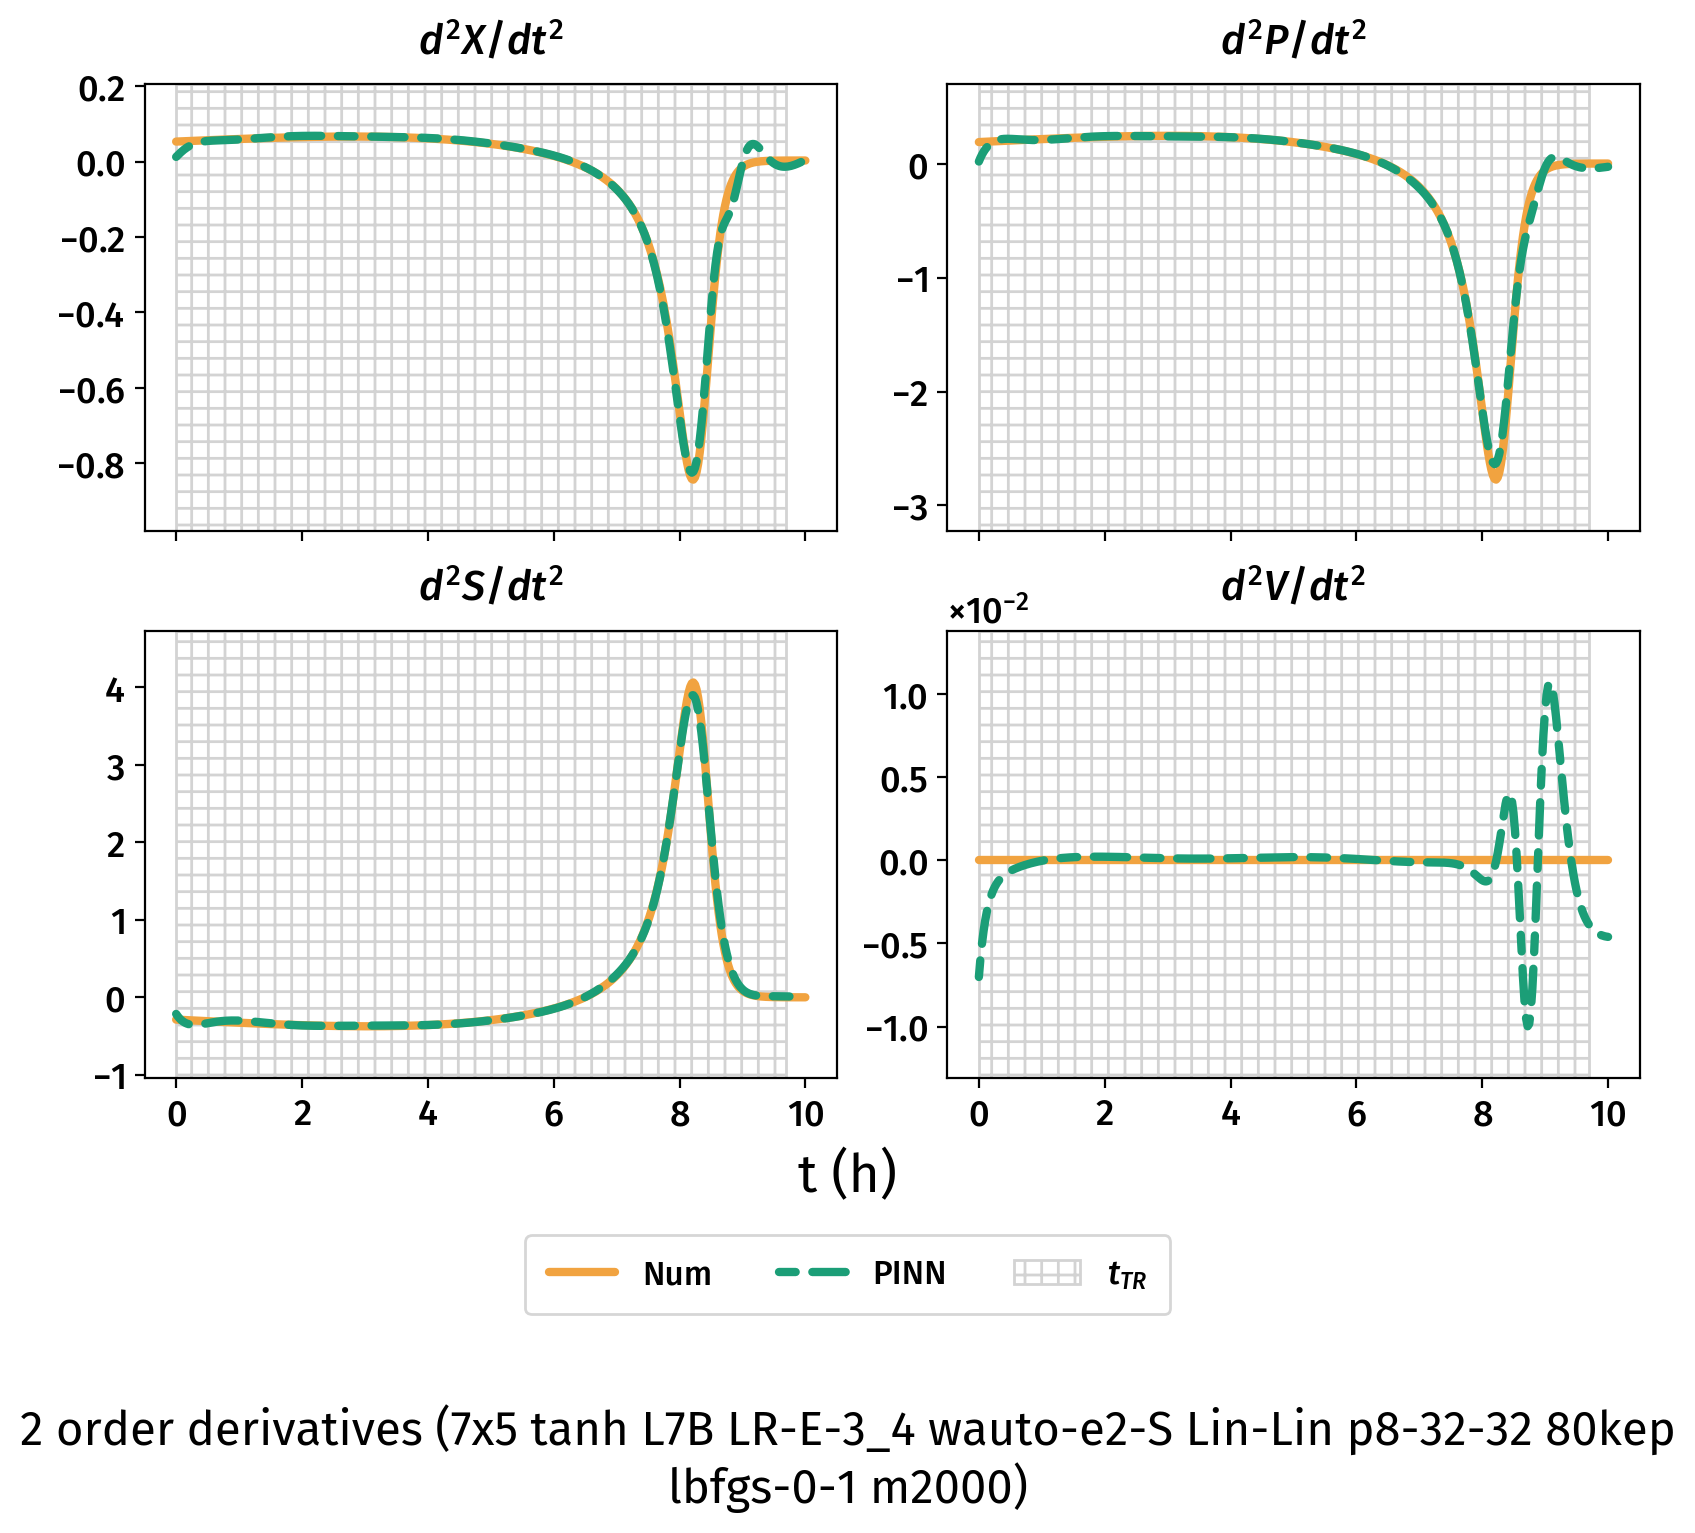 d²X/dt²
d²P/dt²
0.2
0.0
−0.2
−0.4
−0.6
−0.8
0
−1
−2
−3
d²S/dt²
d²V/dt²
×10⁻²
4
3
2
1
0
−1
1.0
0.5
0.0
−0.5
−1.0
0 2 4 6 8 10
0 2 4 6 8 10
t (h)
Num PINN t_TR
2 order derivatives (7x5 tanh L7B LR-E-3_4 wauto-e2-S Lin-Lin p8-32-32 80kep
lbfgs-0-1 m2000)